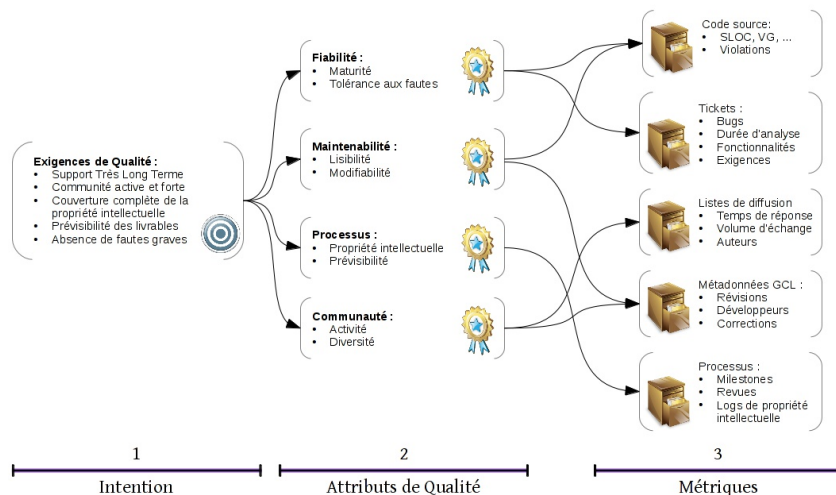 Exigences de Qualité :
• Support Très Long Terme
• Communité active et forte
• Couverture complète de la
propriété intellectuelle
• Prévisibilité des livrables
• Absence de fautes graves
Fiabilité :
• Maturité
• Tolérance aux fautes
Maintenabilité :
• Lisibilité
• Modifiabilité
Processus :
• Propriété intellectuelle
• Prévisibilité
Communauté :
• Activité
• Diversité
Code source:
• SLOC, VG, ...
• Violations
Tickets :
• Bugs
• Durée d'analyse
• Fonctionnalités
• Exigences
Listes de diffusion
• Temps de réponse
• Volume d'échange
• Auteurs
Métadonnées GCL :
• Révisions
• Développeurs
• Corrections
Processus :
• Milestones
• Revues
• Logs de propriété
intellectuelle
1
Intention
2
Attributs de Qualité
3
Métriques